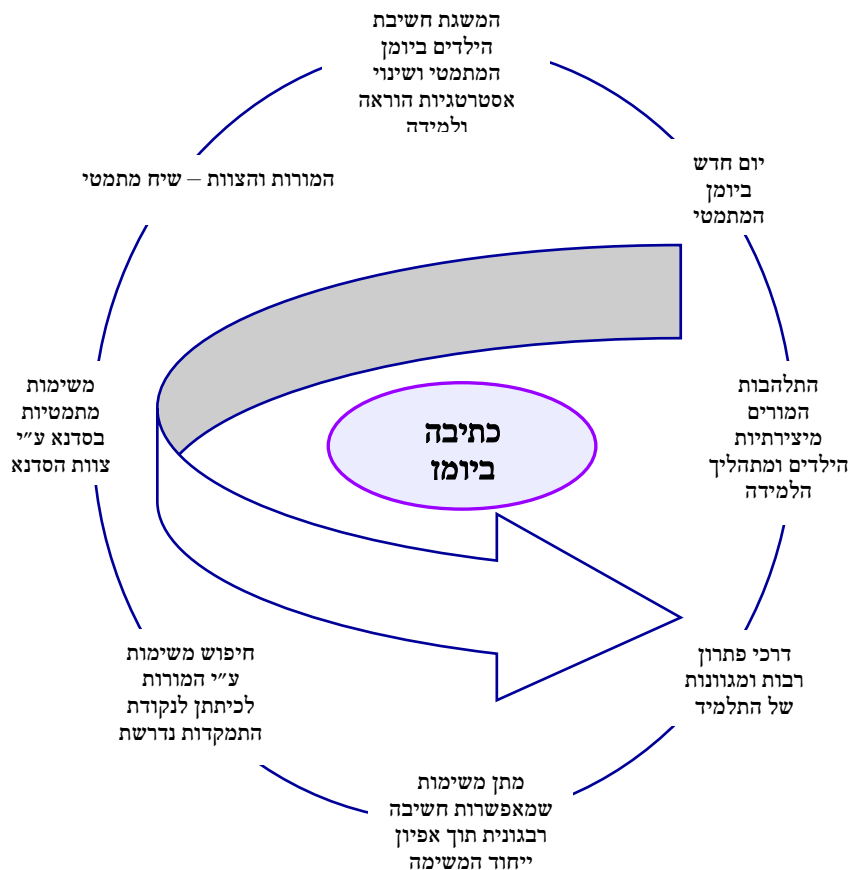 המשגת חשיבת
הילדים ביומן
המתמטי ושינוי
אסטרטגיות הוראה
ולמידה
יום חדש
ביומן
המתמטי
התלהבות
המורים
מיצירתיות
הילדים ומתהליך
הלמידה
דרכי פתרון
רבות ומגוונות
של התלמיד
מתן משימות
שמאפשרות חשיבה
רבגונית תוך אפיון
ייחוד המשימה
חיפוש משימות
ע״י המורות
לכיתתן לנקודת
התמקדות נדרשת
משימות
מתמטיות
בסדנא ע״י
צוות הסדנא
המורות והצוות – שיח מתמטי
כתיבה
ביומן